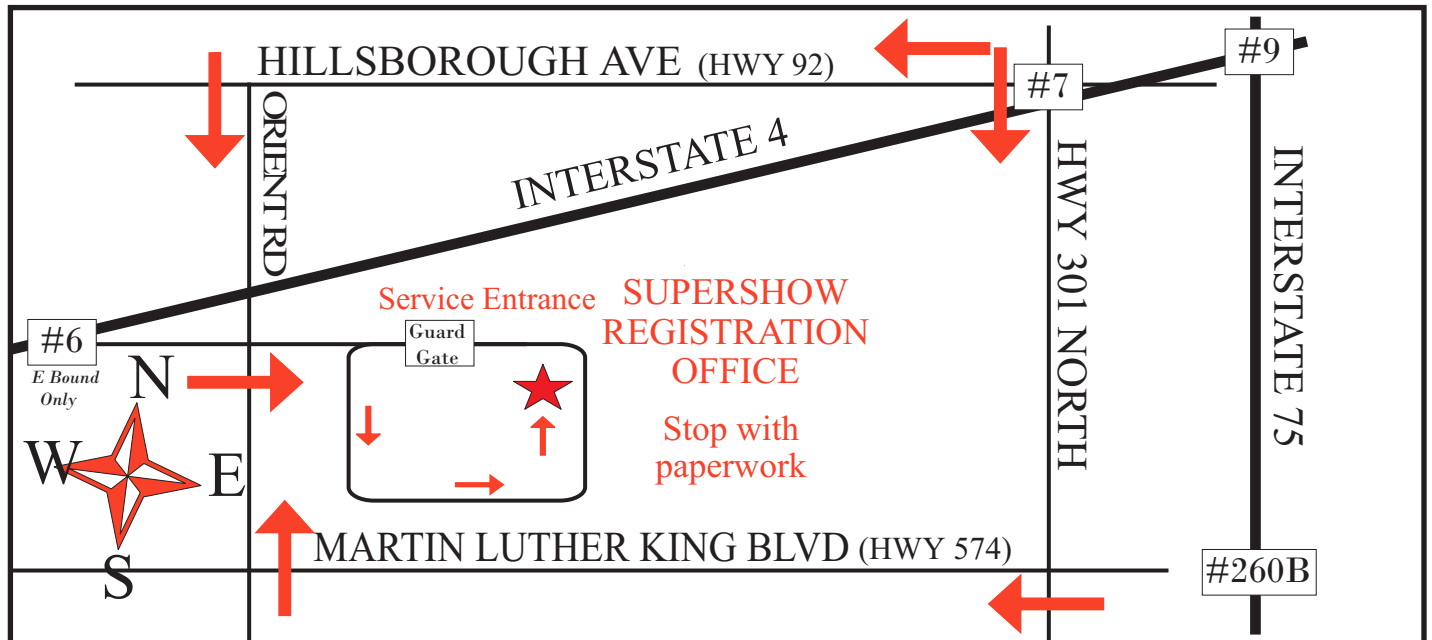 HILLSBOROUGH AVE (HWY 92)
#9
#7
ORIENT RD
INTERSTATE 4
HWY 301 NORTH
INTERSTATE 75
Service Entrance
SUPERSHOW
REGISTRATION
OFFICE
Guard
Gate
#6
E Bound
Only
N
W
E
S
Stop with
paperwork
MARTIN LUTHER KING BLVD (HWY 574)
#260B